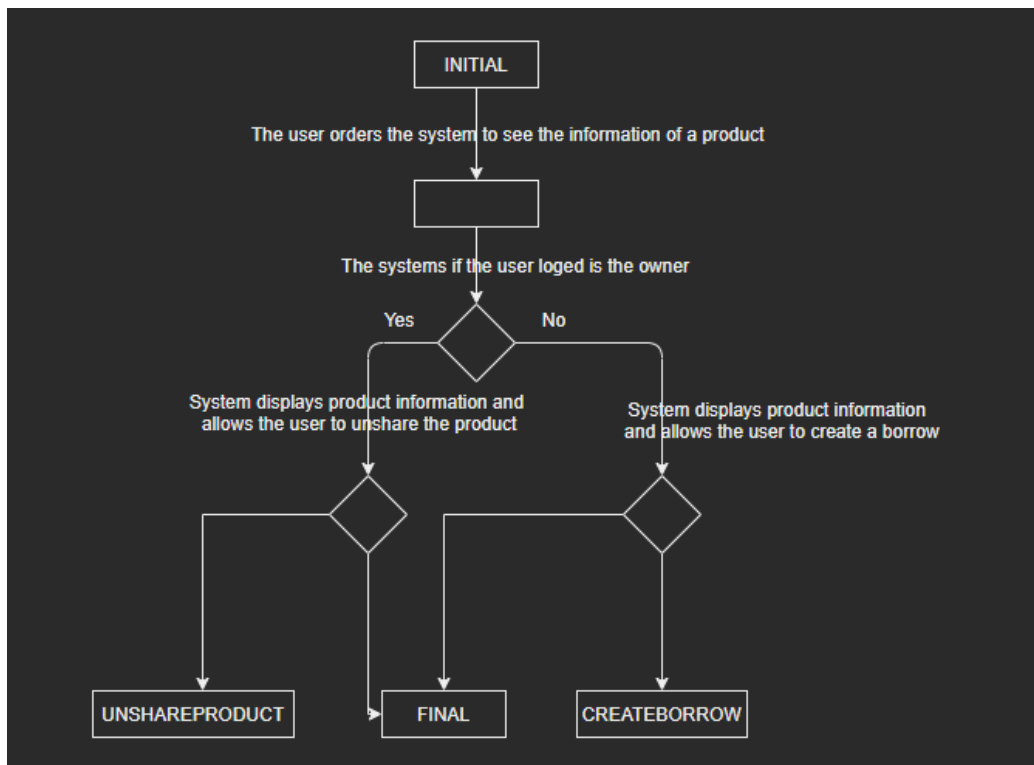 INITIAL
The user orders the system to see the information of a product
The systems if the user loged is the owner
Yes
No
System displays product information and
allows the user to unshare the product
System displays product information
and allows the user to create a borrow
UNSHAREPRODUCT
FINAL
CREATEBORROW